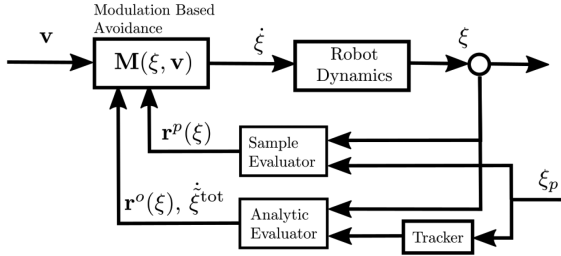 Modulation Based
Avoidance
v
M(ξ, v)
ξ̇
Robot
Dynamics
ξ
r^p(ξ)
Sample
Evaluator
ξ_p
r^o(ξ), ξ̃̇^tot
Analytic
Evaluator
Tracker